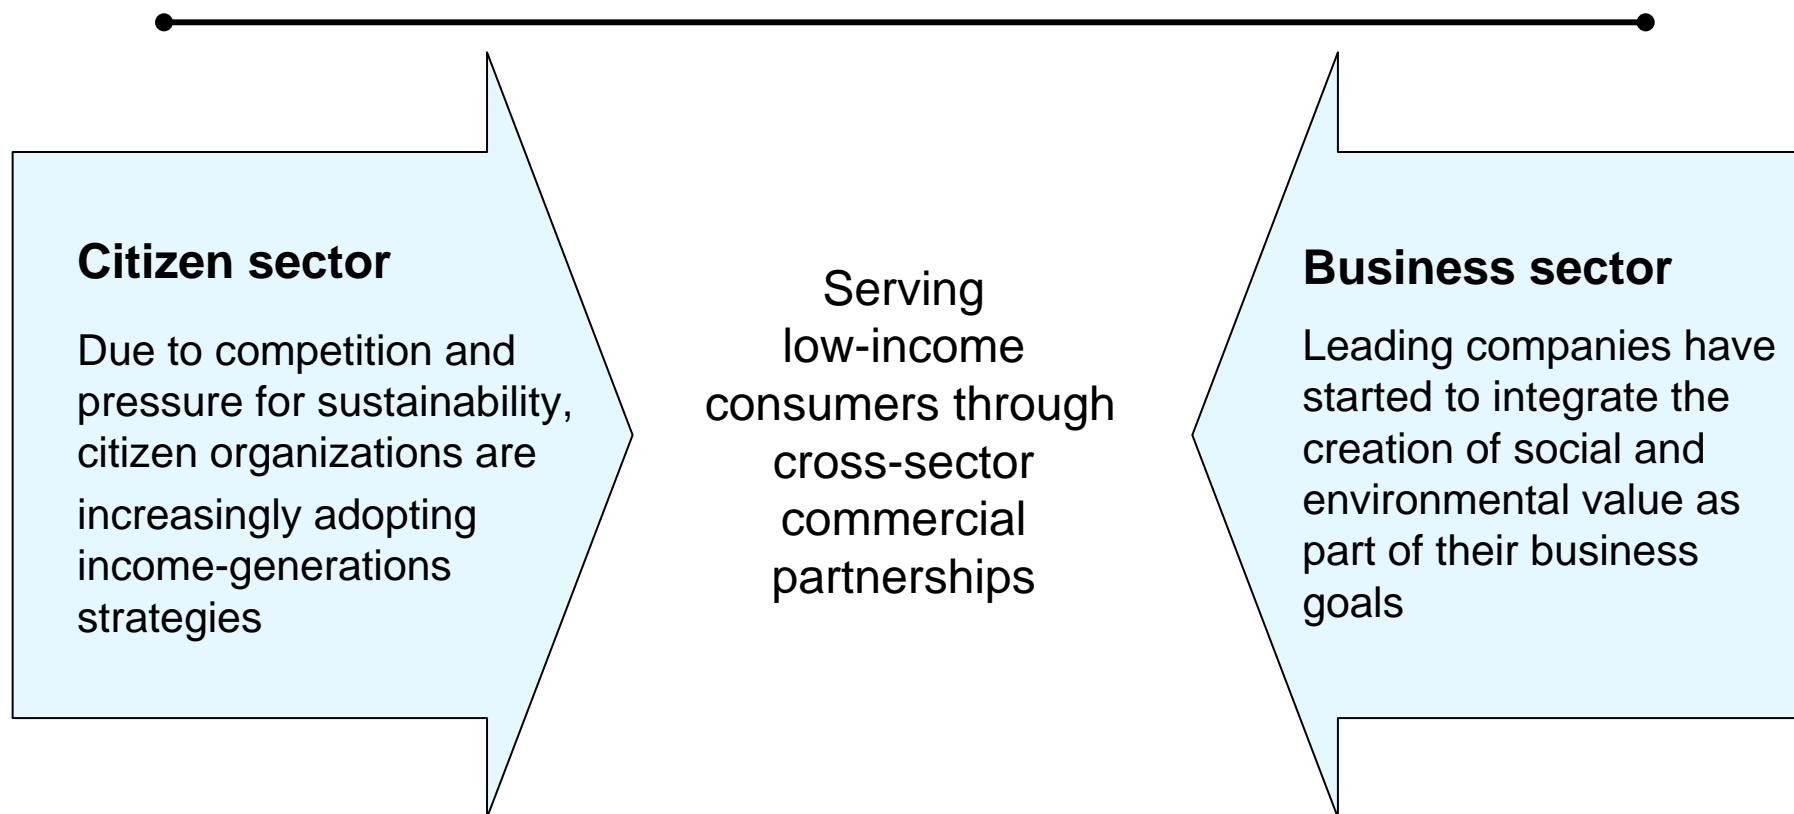 Citizen sector
Due to competition and
pressure for sustainability,
citizen organizations are
increasingly adopting
income-generations
strategies
Serving
low-income
consumers through
cross-sector
commercial
partnerships
Business sector
Leading companies have
started to integrate the
creation of social and
environmental value as
part of their business
goals